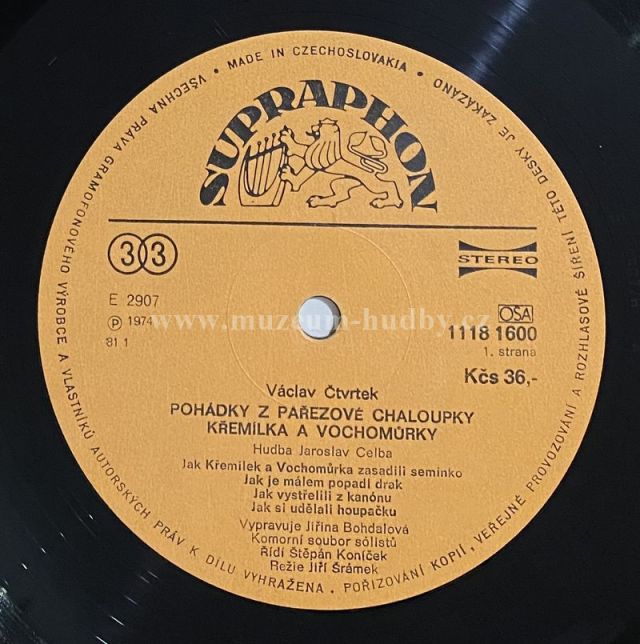 VŠECHNA PRÁVA GRAMOFONOVÉHO VÝROBCE A VLASTNÍKŮ AUTORSKÝCH PRÁV K DÍLU VYHRAŽENA. POŘIZOVÁNÍ KOPIÍ, VEŘEJNÉ PROVOZOVÁNÍ A ROZHLASOVÉ ŠÍŘENÍ TÉTO DESKY JE ZAKÁZÁNO
• MADE IN CZECHOSLOVAKIA •
SUPRAPHON
33
STEREO
E 2907
Ⓟ 1974
81 1
www.muzeum-hudby.cz
OSA
1118 1600
1. strana
Kčs 36,-
Václav Čtvrtek
POHÁDKY Z PAŘEZOVÉ CHALOUPKY
KŘEMÍLKA A VOCHOMŮRKY
Hudba Jaroslav Celba
Jak Křemílek a Vochomůrka zasadili semínko
Jak je málem popadl drak
Jak vystřelili z kanónu
Jak si udělali houpačku
Vypravuje Jiřina Bohdalová
Komorní soubor sólistů
Řídí Štěpán Koníček
Režie Jiří Šrámek